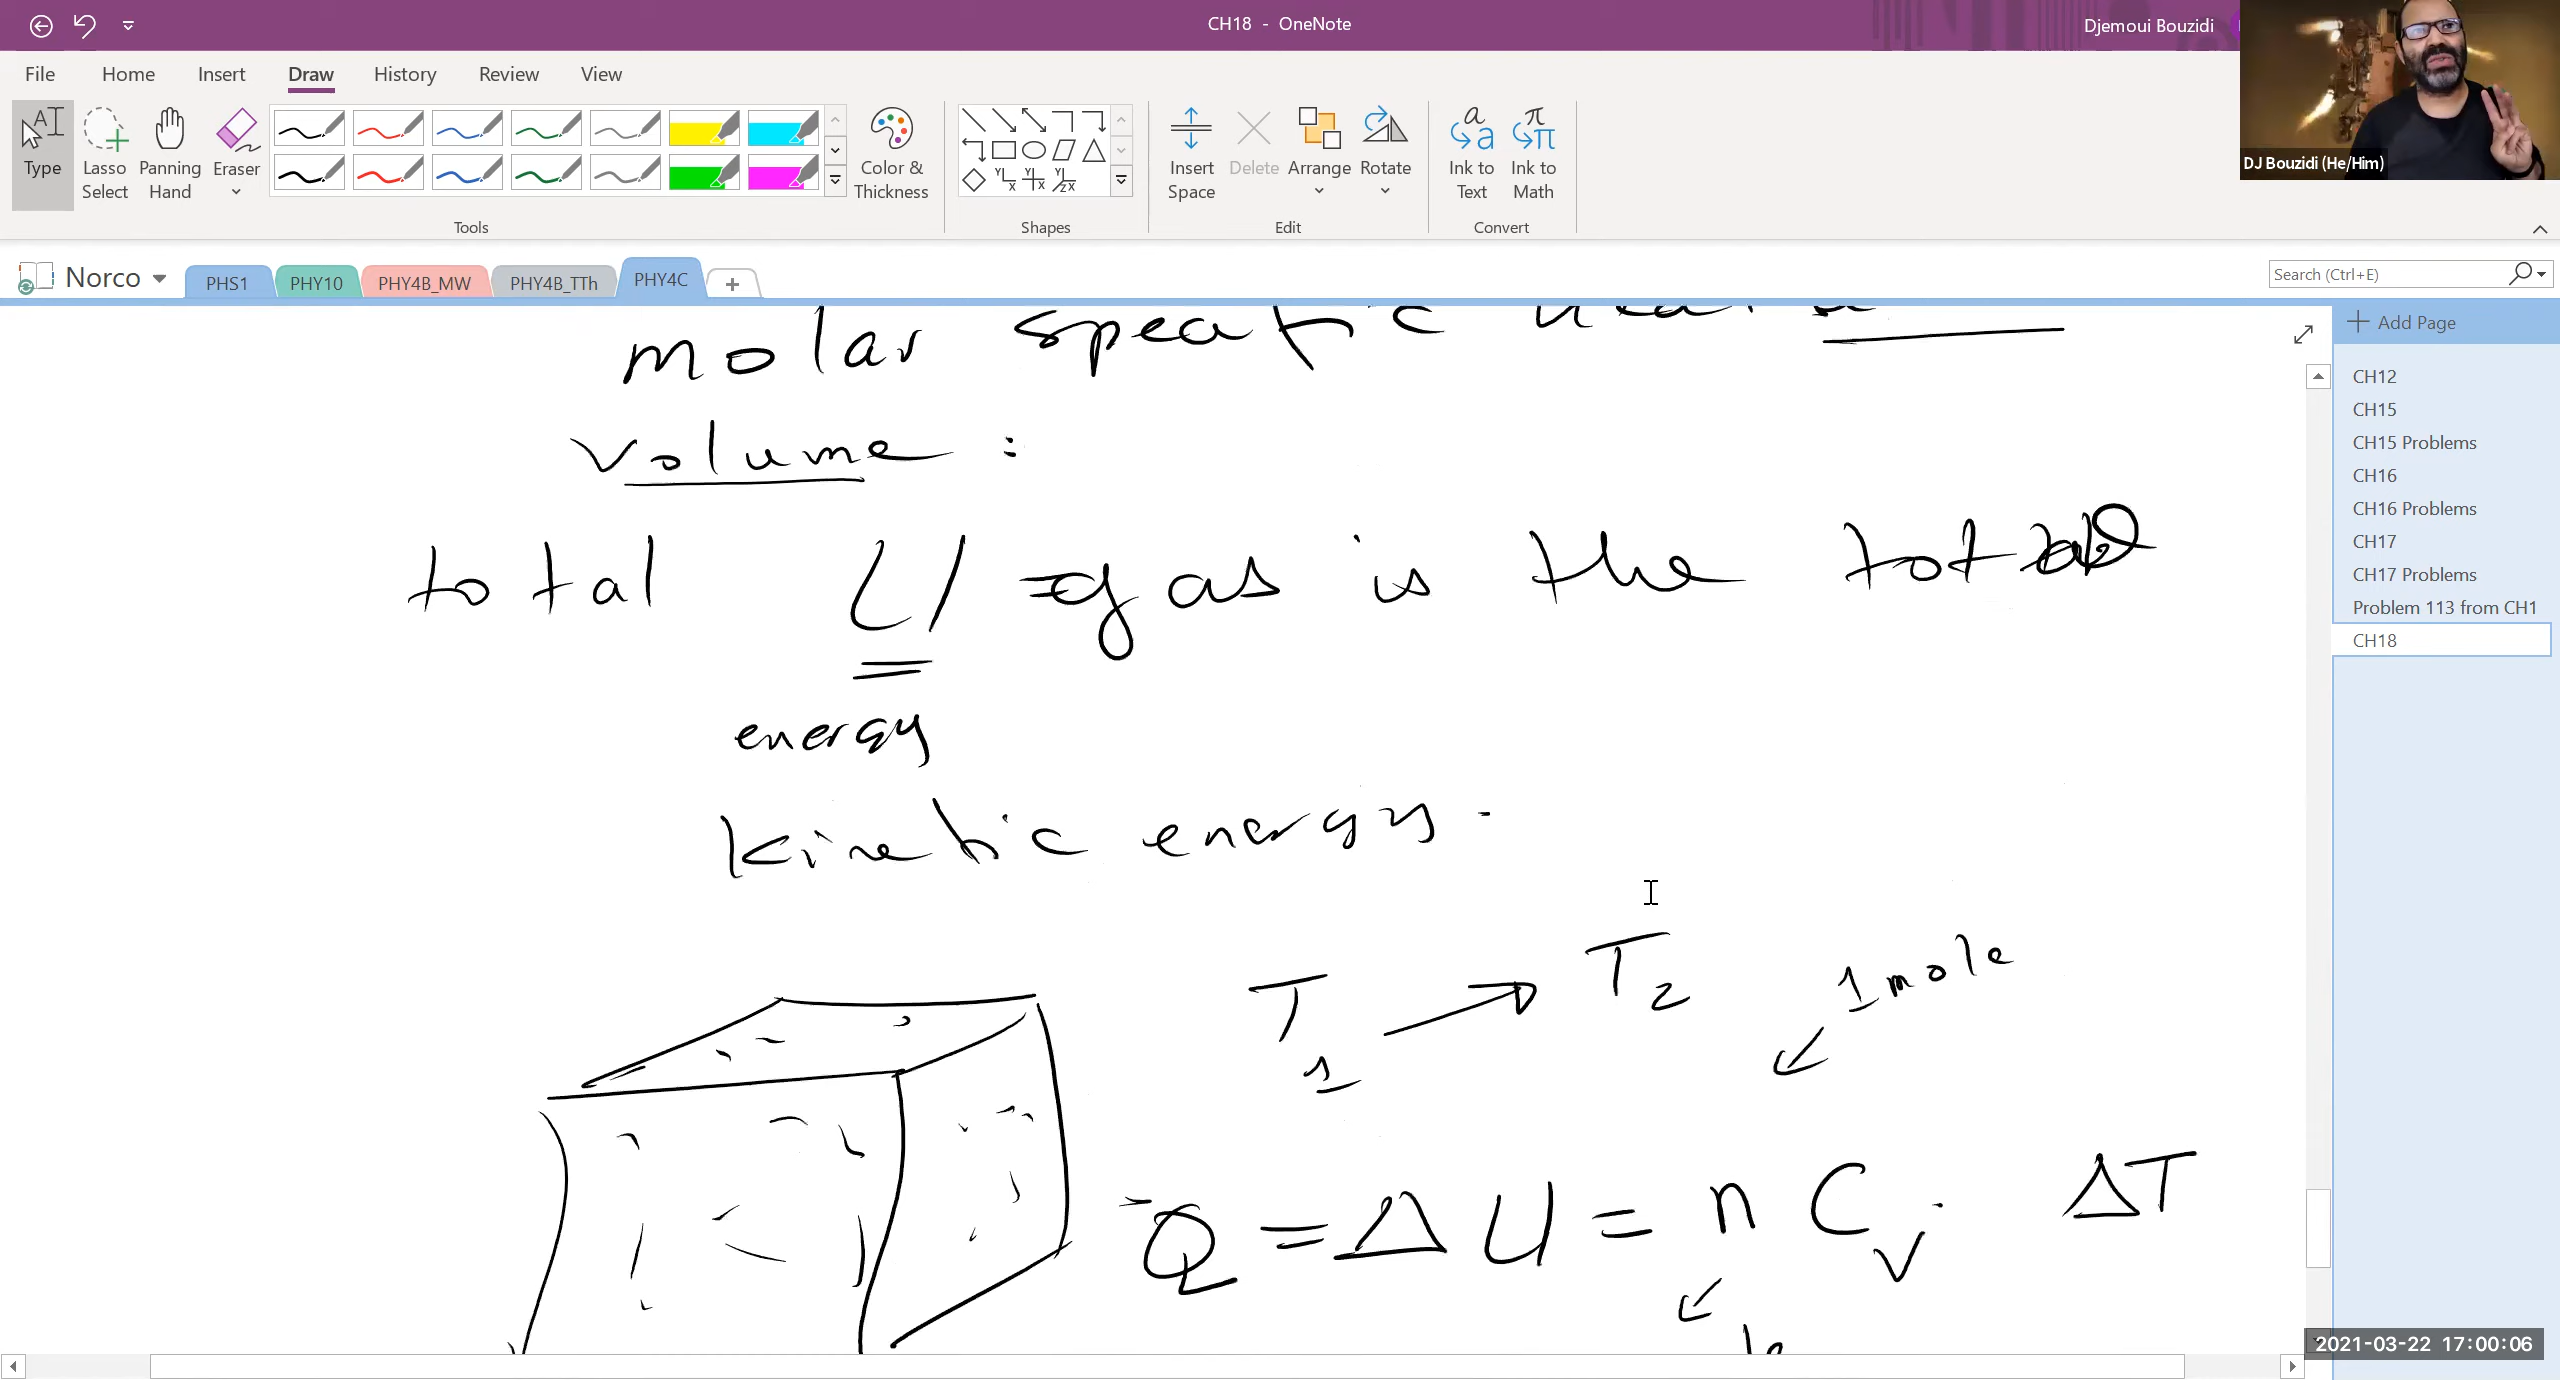 CH18 - OneNote
Djemoui Bouzidi
File Home Insert Draw History Review View
Type
Lasso Select
Panning Hand
Eraser
Color & Thickness
Insert Space
Delete
Arrange
Rotate
Ink to Text
Ink to Math
Tools
Shapes
Edit
Convert
DJ Bouzidi (He/Him)
Norco
PHS1
PHY10
PHY4B_MW
PHY4B_TTh
PHY4C
Search (Ctrl+E)
molar specific
volume :
total U gas is the total
energy
kinetic energy.
T1 → T2
1 mole
Q = ΔU = n Cv ΔT
Add Page
CH12
CH15
CH15 Problems
CH16
CH16 Problems
CH17
CH17 Problems
Problem 113 from CH1
CH18
2021-03-22 17:00:06